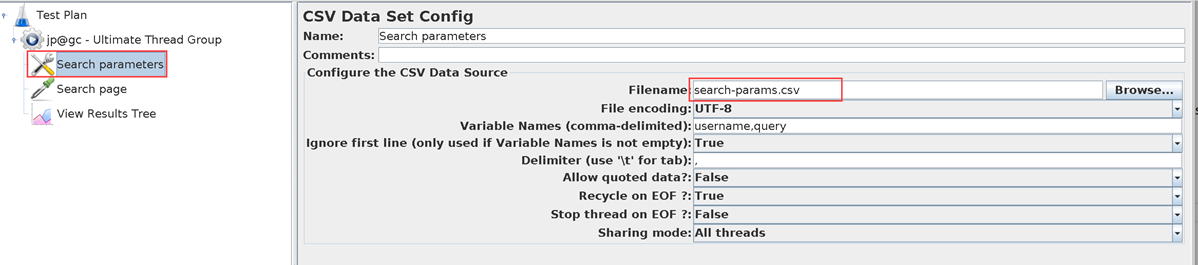 Test Plan
jp@gc - Ultimate Thread Group
Search parameters
Search page
View Results Tree
CSV Data Set Config
Name: Search parameters
Comments:
Configure the CSV Data Source
Filename: search-params.csv Browse...
File encoding: UTF-8
Variable Names (comma-delimited): username,query
Ignore first line (only used if Variable Names is not empty): True
Delimiter (use '\t' for tab): ,
Allow quoted data?: False
Recycle on EOF ?: True
Stop thread on EOF ?: False
Sharing mode: All threads